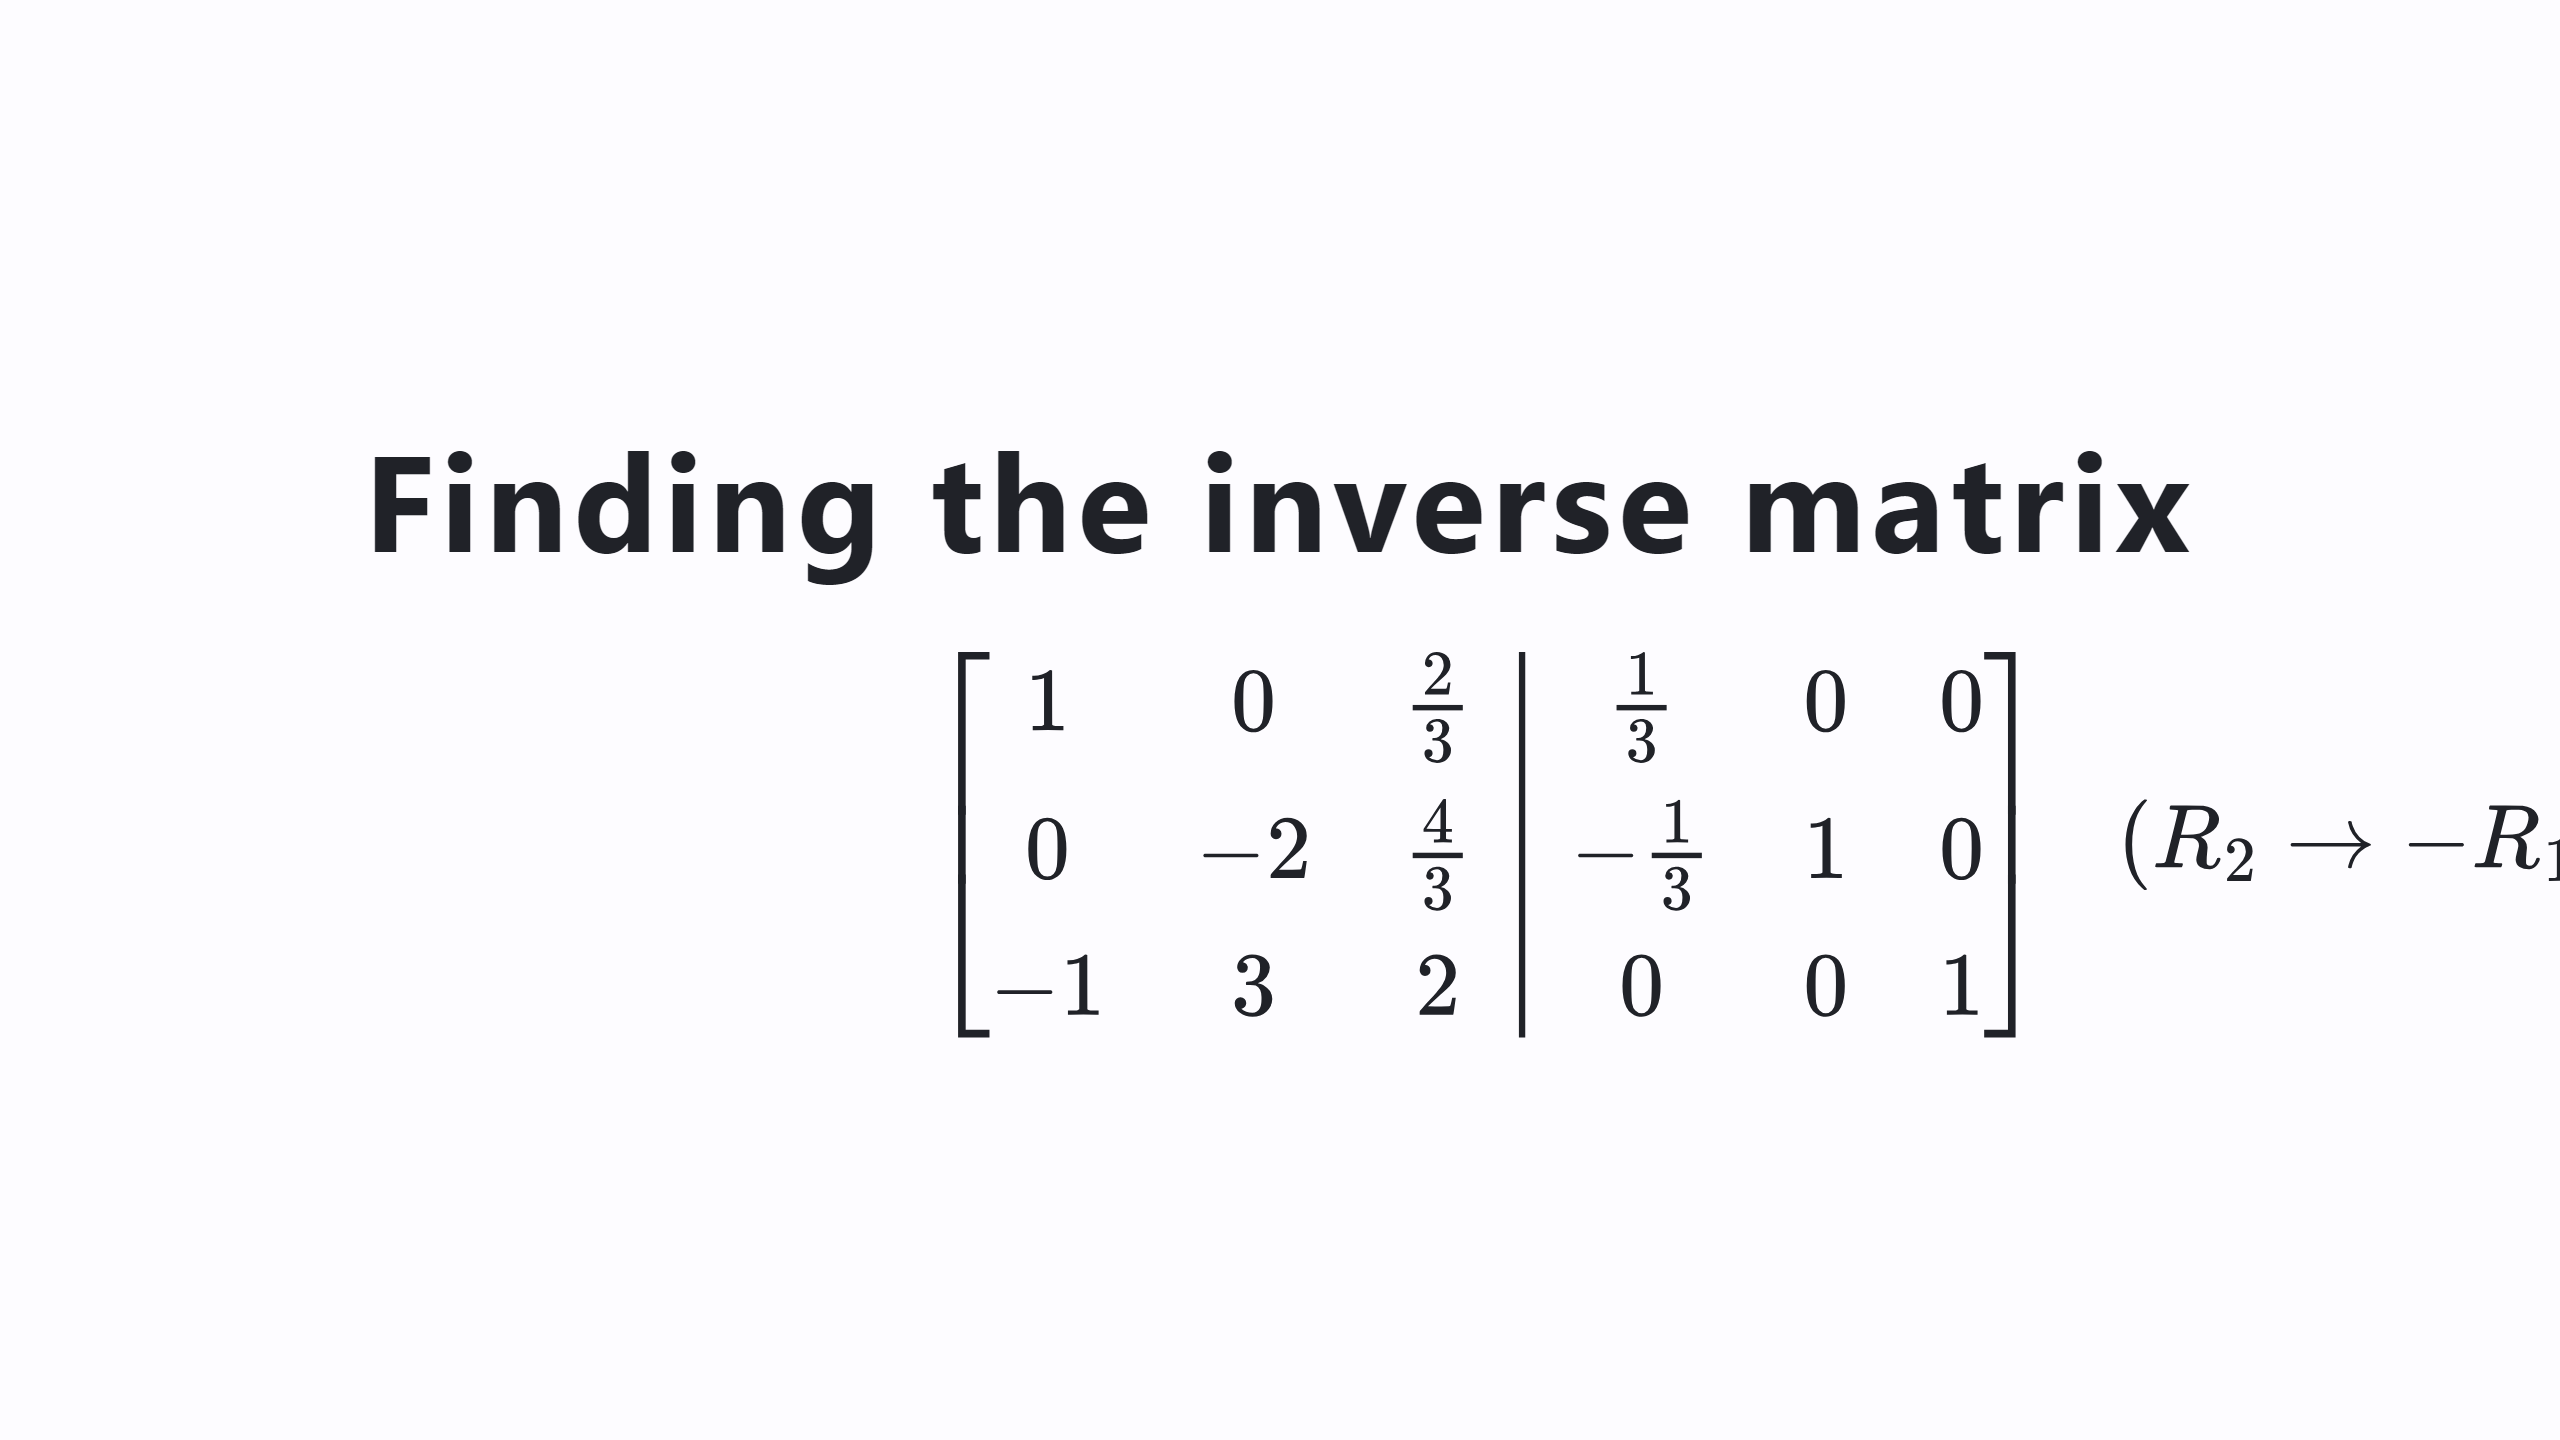 Finding the inverse matrix
1 0 2/3 | 1/3 0 0
0 −2 4/3 | −1/3 1 0 (R₂ → −R₁
−1 3 2 | 0 0 1